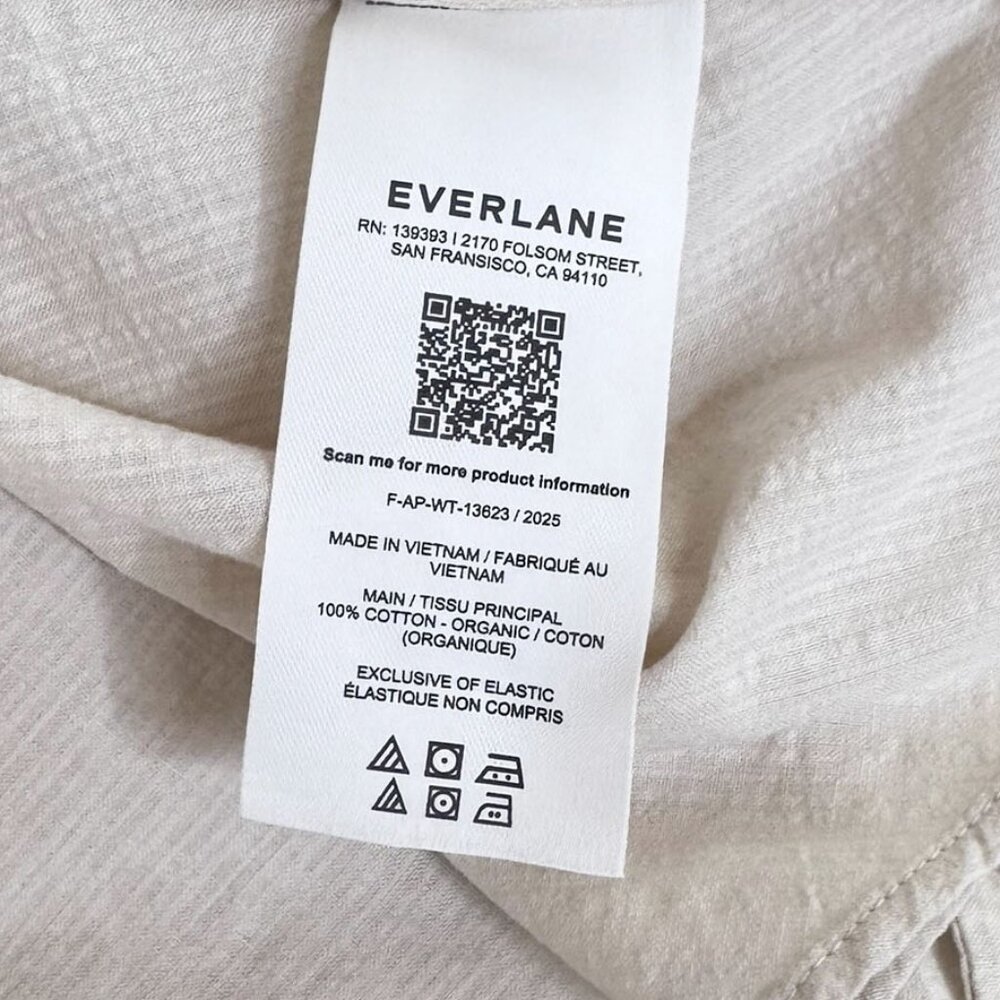 EVERLANE
RN: 139393 | 2170 FOLSOM STREET,
SAN FRANSISCO, CA 94110
Scan me for more product information
F-AP-WT-13623 / 2025
MADE IN VIETNAM / FABRIQUÉ AU
VIETNAM
MAIN / TISSU PRINCIPAL
100% COTTON - ORGANIC / COTON
(ORGANIQUE)
EXCLUSIVE OF ELASTIC
ÉLASTIQUE NON COMPRIS